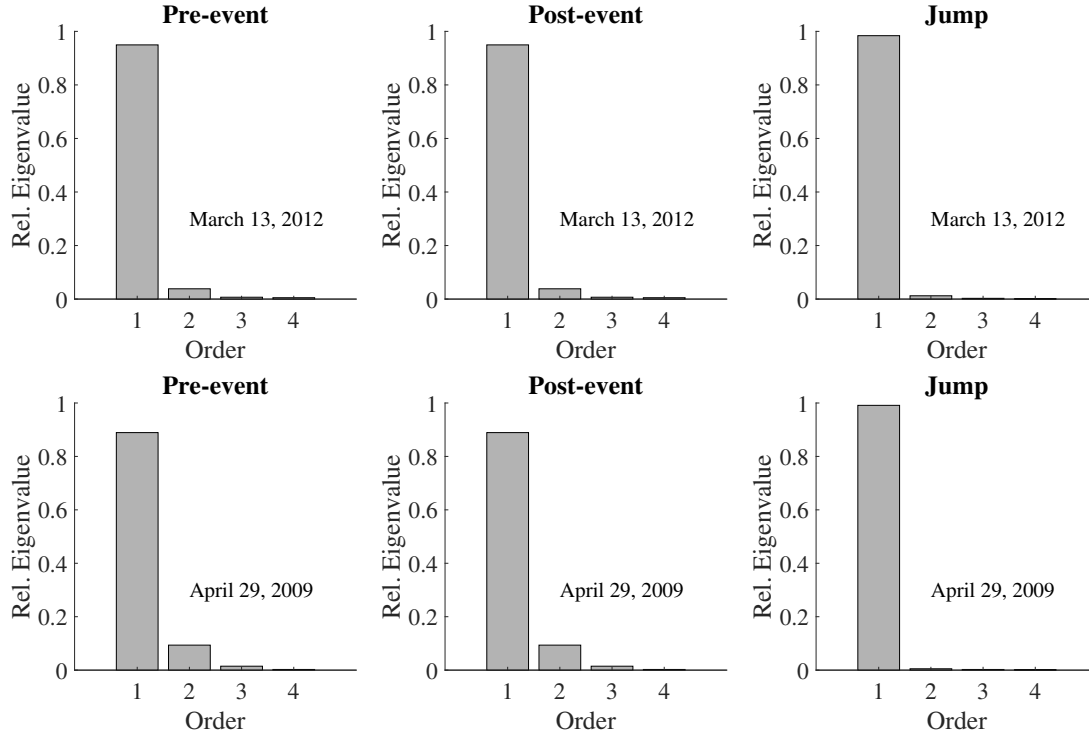 Pre-event
1
0.8
0.6
0.4
0.2
0
Rel. Eigenvalue
March 13, 2012
1 2 3 4
Order
Post-event
1
0.8
0.6
0.4
0.2
0
Rel. Eigenvalue
March 13, 2012
1 2 3 4
Order
Jump
1
0.8
0.6
0.4
0.2
0
Rel. Eigenvalue
March 13, 2012
1 2 3 4
Order
Pre-event
1
0.8
0.6
0.4
0.2
0
Rel. Eigenvalue
April 29, 2009
1 2 3 4
Order
Post-event
1
0.8
0.6
0.4
0.2
0
Rel. Eigenvalue
April 29, 2009
1 2 3 4
Order
Jump
1
0.8
0.6
0.4
0.2
0
Rel. Eigenvalue
April 29, 2009
1 2 3 4
Order